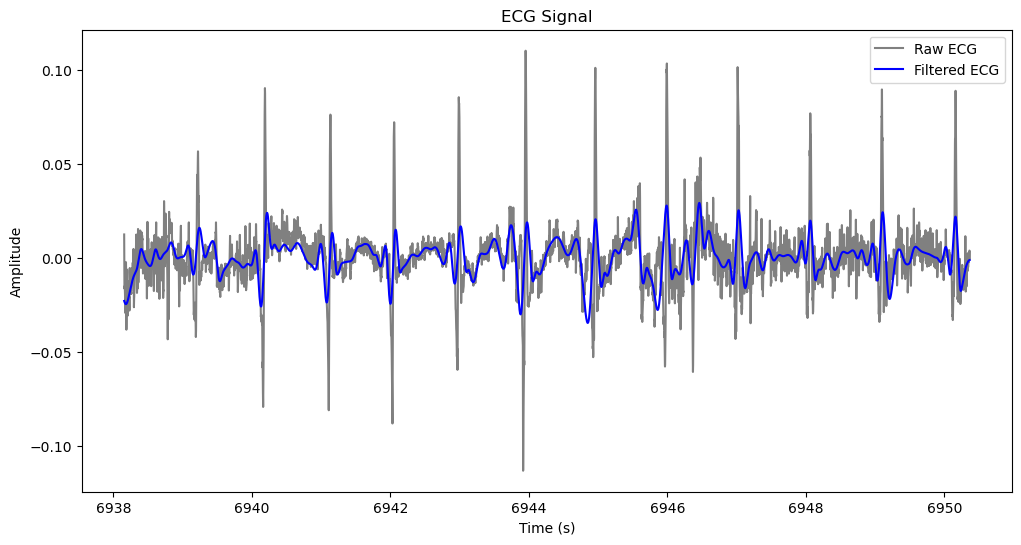 ECG Signal
Raw ECG
Filtered ECG
0.10
0.05
0.00
−0.05
−0.10
Amplitude
6938
6940
6942
6944
6946
6948
6950
Time (s)